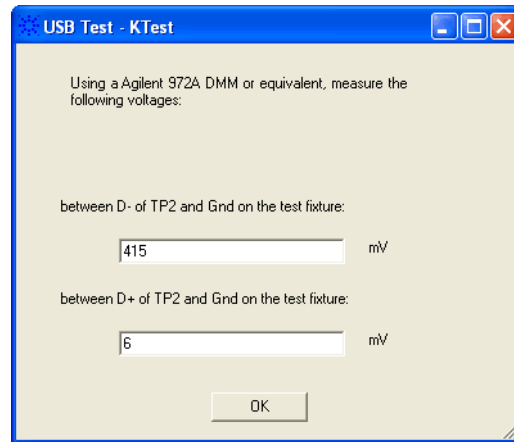 USB Test - KTest
Using a Agilent 972A DMM or equivalent, measure the
following voltages:
between D- of TP2 and Gnd on the test fixture:
415 mV
between D+ of TP2 and Gnd on the test fixture:
6 mV
OK